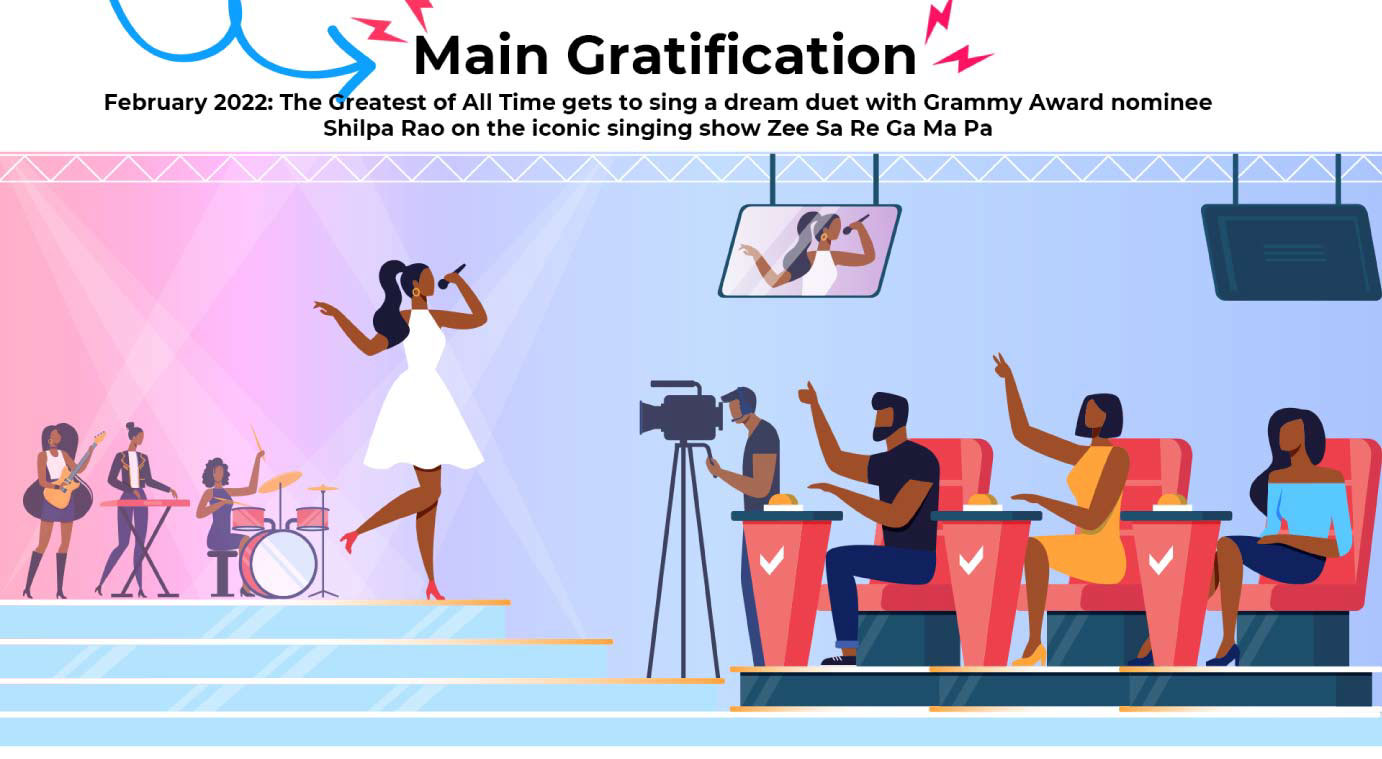 Main Gratification
February 2022: The Greatest of All Time gets to sing a dream duet with Grammy Award nominee
Shilpa Rao on the iconic singing show Zee Sa Re Ga Ma Pa